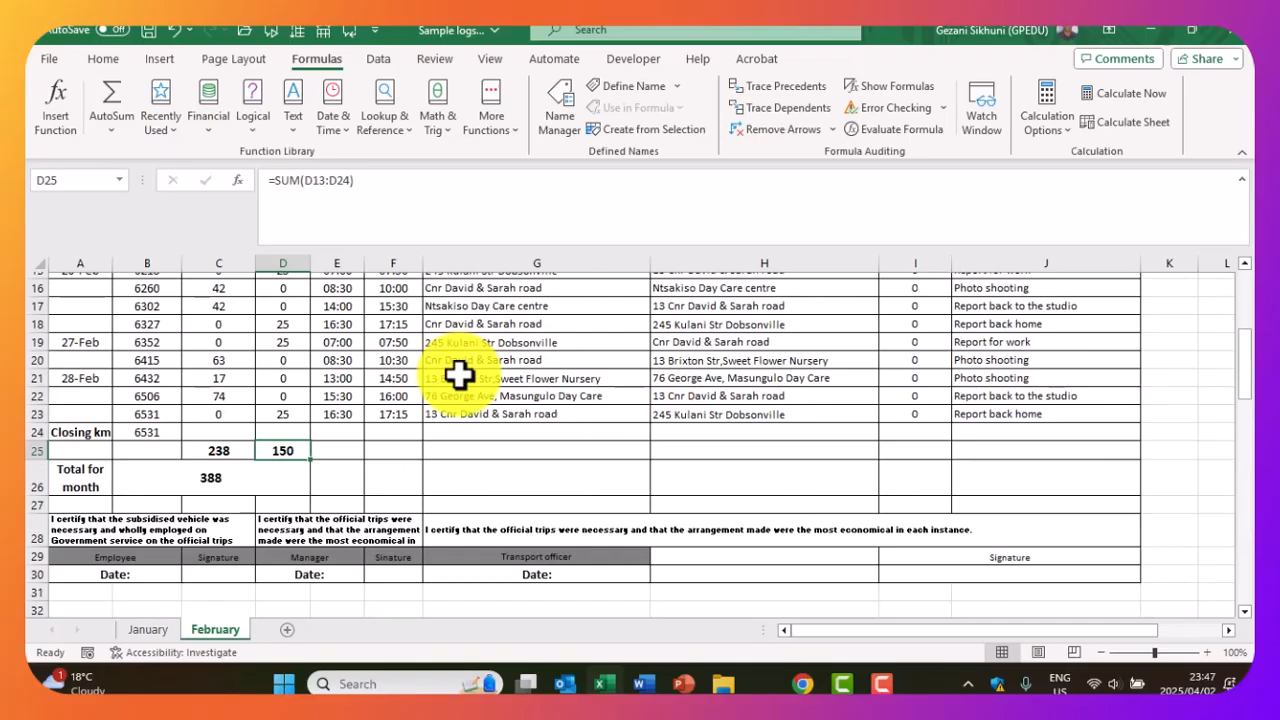 AutoSave Off Sample logs... Search Gezani Sikhuni (GPEDU)
File Home Insert Page Layout Formulas Data Review View Automate Developer Help Acrobat Comments Share
Insert Function AutoSum Recently Used Financial Logical Text Date & Time Lookup & Reference Math & Trig More Functions
Function Library
Name Manager Define Name Use in Formula Create from Selection
Defined Names
Trace Precedents Show Formulas
Trace Dependents Error Checking
Remove Arrows Evaluate Formula
Watch Window
Formula Auditing
Calculation Options Calculate Now Calculate Sheet
Calculation
D25 fx =SUM(D13:D24)
A B C D E F G H I J K L
16 6260 42 0 08:30 10:00 Cnr David & Sarah road Ntsakiso Day Care centre 0 Photo shooting
17 6302 42 0 14:00 15:30 Ntsakiso Day Care centre 13 Cnr David & Sarah road 0 Report back to the studio
18 6327 0 25 16:30 17:15 Cnr David & Sarah road 245 Kulani Str Dobsonville 0 Report back home
19 27-Feb 6352 0 25 07:00 07:50 245 Kulani Str Dobsonville Cnr David & Sarah road 0 Report for work
20 6415 63 0 08:30 10:30 Cnr David & Sarah road 13 Brixton Str,Sweet Flower Nursery 0 Photo shooting
21 28-Feb 6432 17 0 13:00 14:50 13 Str,Sweet Flower Nursery 76 George Ave, Masungulo Day Care 0 Photo shooting
22 6506 74 0 15:30 16:00 76 George Ave, Masungulo Day Care 13 Cnr David & Sarah road 0 Report back to the studio
23 6531 0 25 16:30 17:15 13 Cnr David & Sarah road 245 Kulani Str Dobsonville 0 Report back home
24 Closing km 6531
25 238 150
26 Total for month 388
27
28 I certify that the subsidised vehicle was necessary and wholly employed on Government service on the official trips I certify that the official trips were necessary and that the arrangement made were the most economical in I certify that the official trips were necessary and that the arrangement made were the most economical in each instance.
29 Employee Signature Manager Sinature Transport officer Signature
30 Date: Date: Date:
31
32
January February
Ready Accessibility: Investigate 100%
1 18°C Cloudy Search ENG US 23:47 2025/04/02